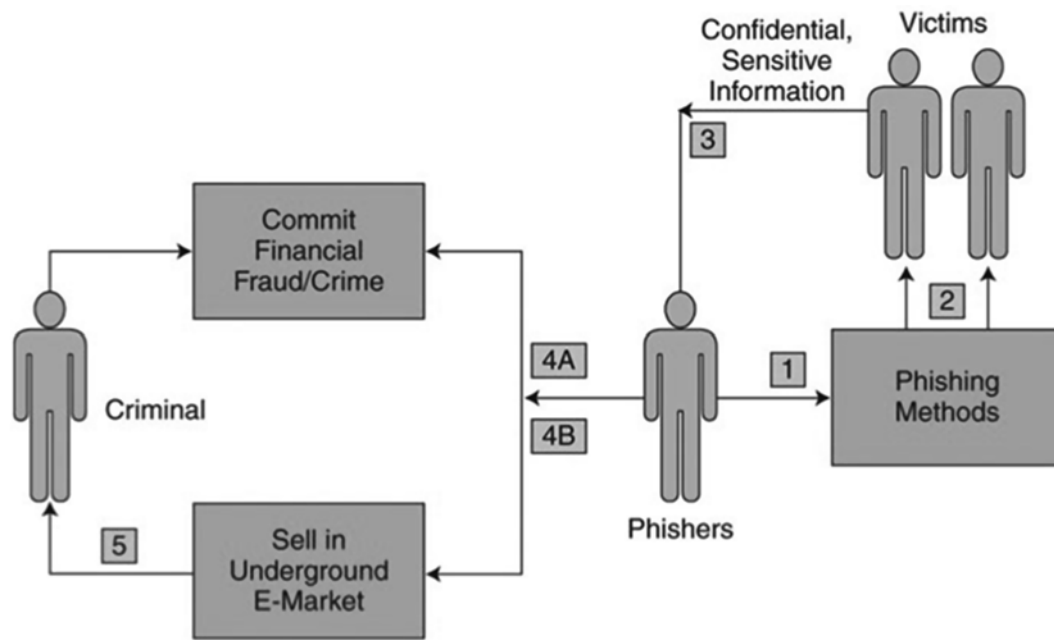 Confidential,
Sensitive
Information
Victims
3
Commit
Financial
Fraud/Crime
2
4A
1
Phishing
Methods
Criminal
4B
Phishers
5
Sell in
Underground
E-Market